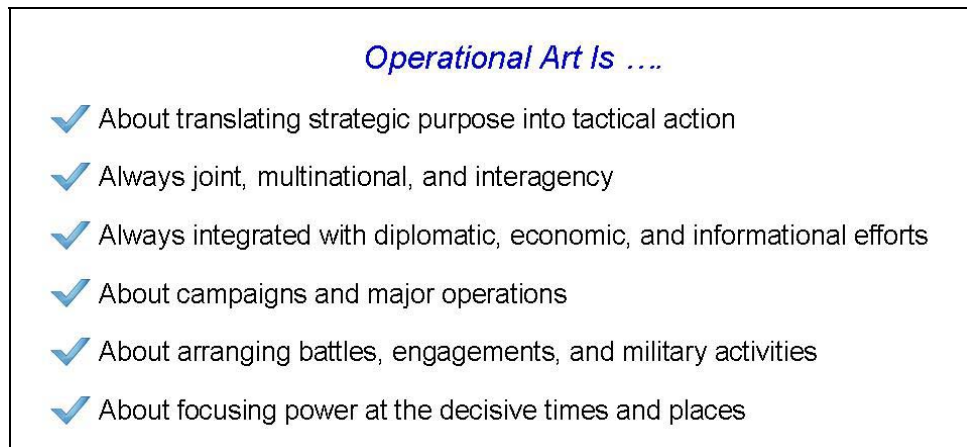 Operational Art Is ....
About translating strategic purpose into tactical action
Always joint, multinational, and interagency
Always integrated with diplomatic, economic, and informational efforts
About campaigns and major operations
About arranging battles, engagements, and military activities
About focusing power at the decisive times and places